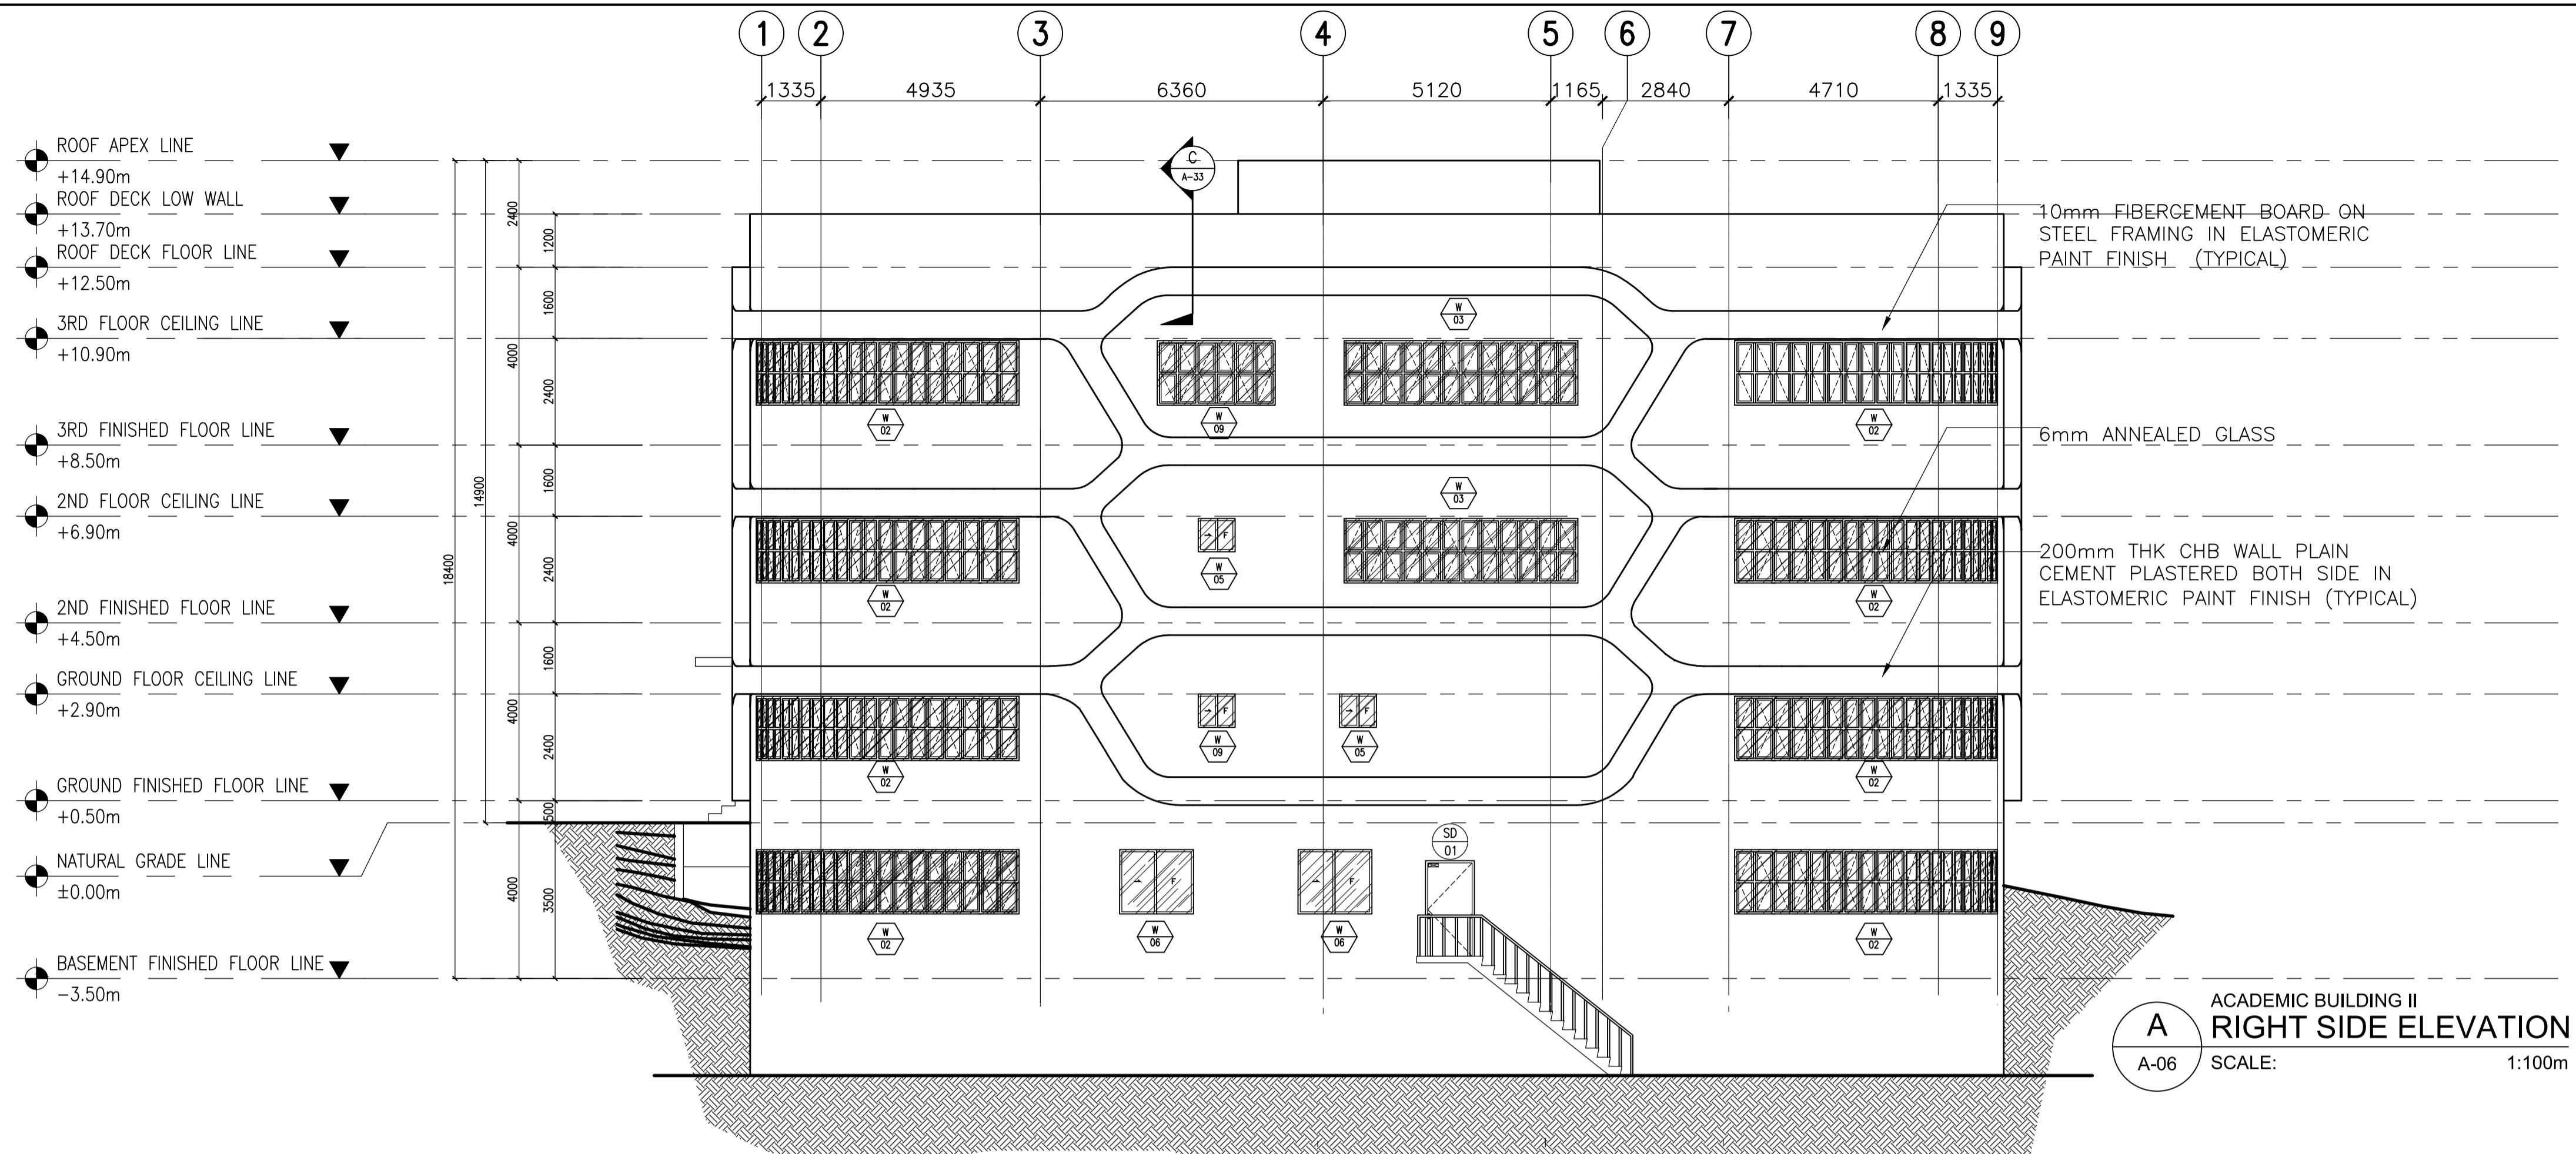 1 2 3 4 5 6 7 8 9
1335 4935 6360 5120 1165 2840 4710 1335
ROOF APEX LINE
+14.90m
ROOF DECK LOW WALL
+13.70m
ROOF DECK FLOOR LINE
+12.50m
3RD FLOOR CEILING LINE
+10.90m
3RD FINISHED FLOOR LINE
+8.50m
2ND FLOOR CEILING LINE
+6.90m
2ND FINISHED FLOOR LINE
+4.50m
GROUND FLOOR CEILING LINE
+2.90m
GROUND FINISHED FLOOR LINE
+0.50m
NATURAL GRADE LINE
±0.00m
BASEMENT FINISHED FLOOR LINE
−3.50m
18400
14900
2400
4000
4000
4000
4000
1200
1600
2400
1600
2400
1600
2400
500
3500
C
A-33
W
03
W
02
W
09
W
02
W
03
W
05
W
02
W
02
W
09
W
05
W
02
W
02
SD
01
W
02
W
06
W
06
W
02
F
F
F
F
F
10mm FIBERCEMENT BOARD ON
STEEL FRAMING IN ELASTOMERIC
PAINT FINISH (TYPICAL)
6mm ANNEALED GLASS
200mm THK CHB WALL PLAIN
CEMENT PLASTERED BOTH SIDE IN
ELASTOMERIC PAINT FINISH (TYPICAL)
A
A-06
ACADEMIC BUILDING II
RIGHT SIDE ELEVATION
SCALE: 1:100m